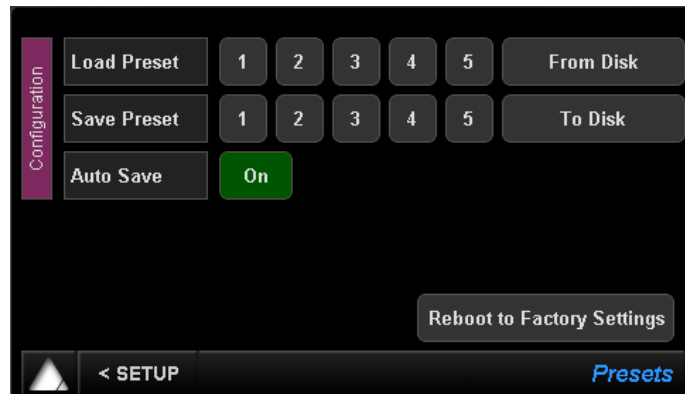 Configuration
Load Preset 1 2 3 4 5 From Disk
Save Preset 1 2 3 4 5 To Disk
Auto Save On
Reboot to Factory Settings
< SETUP Presets